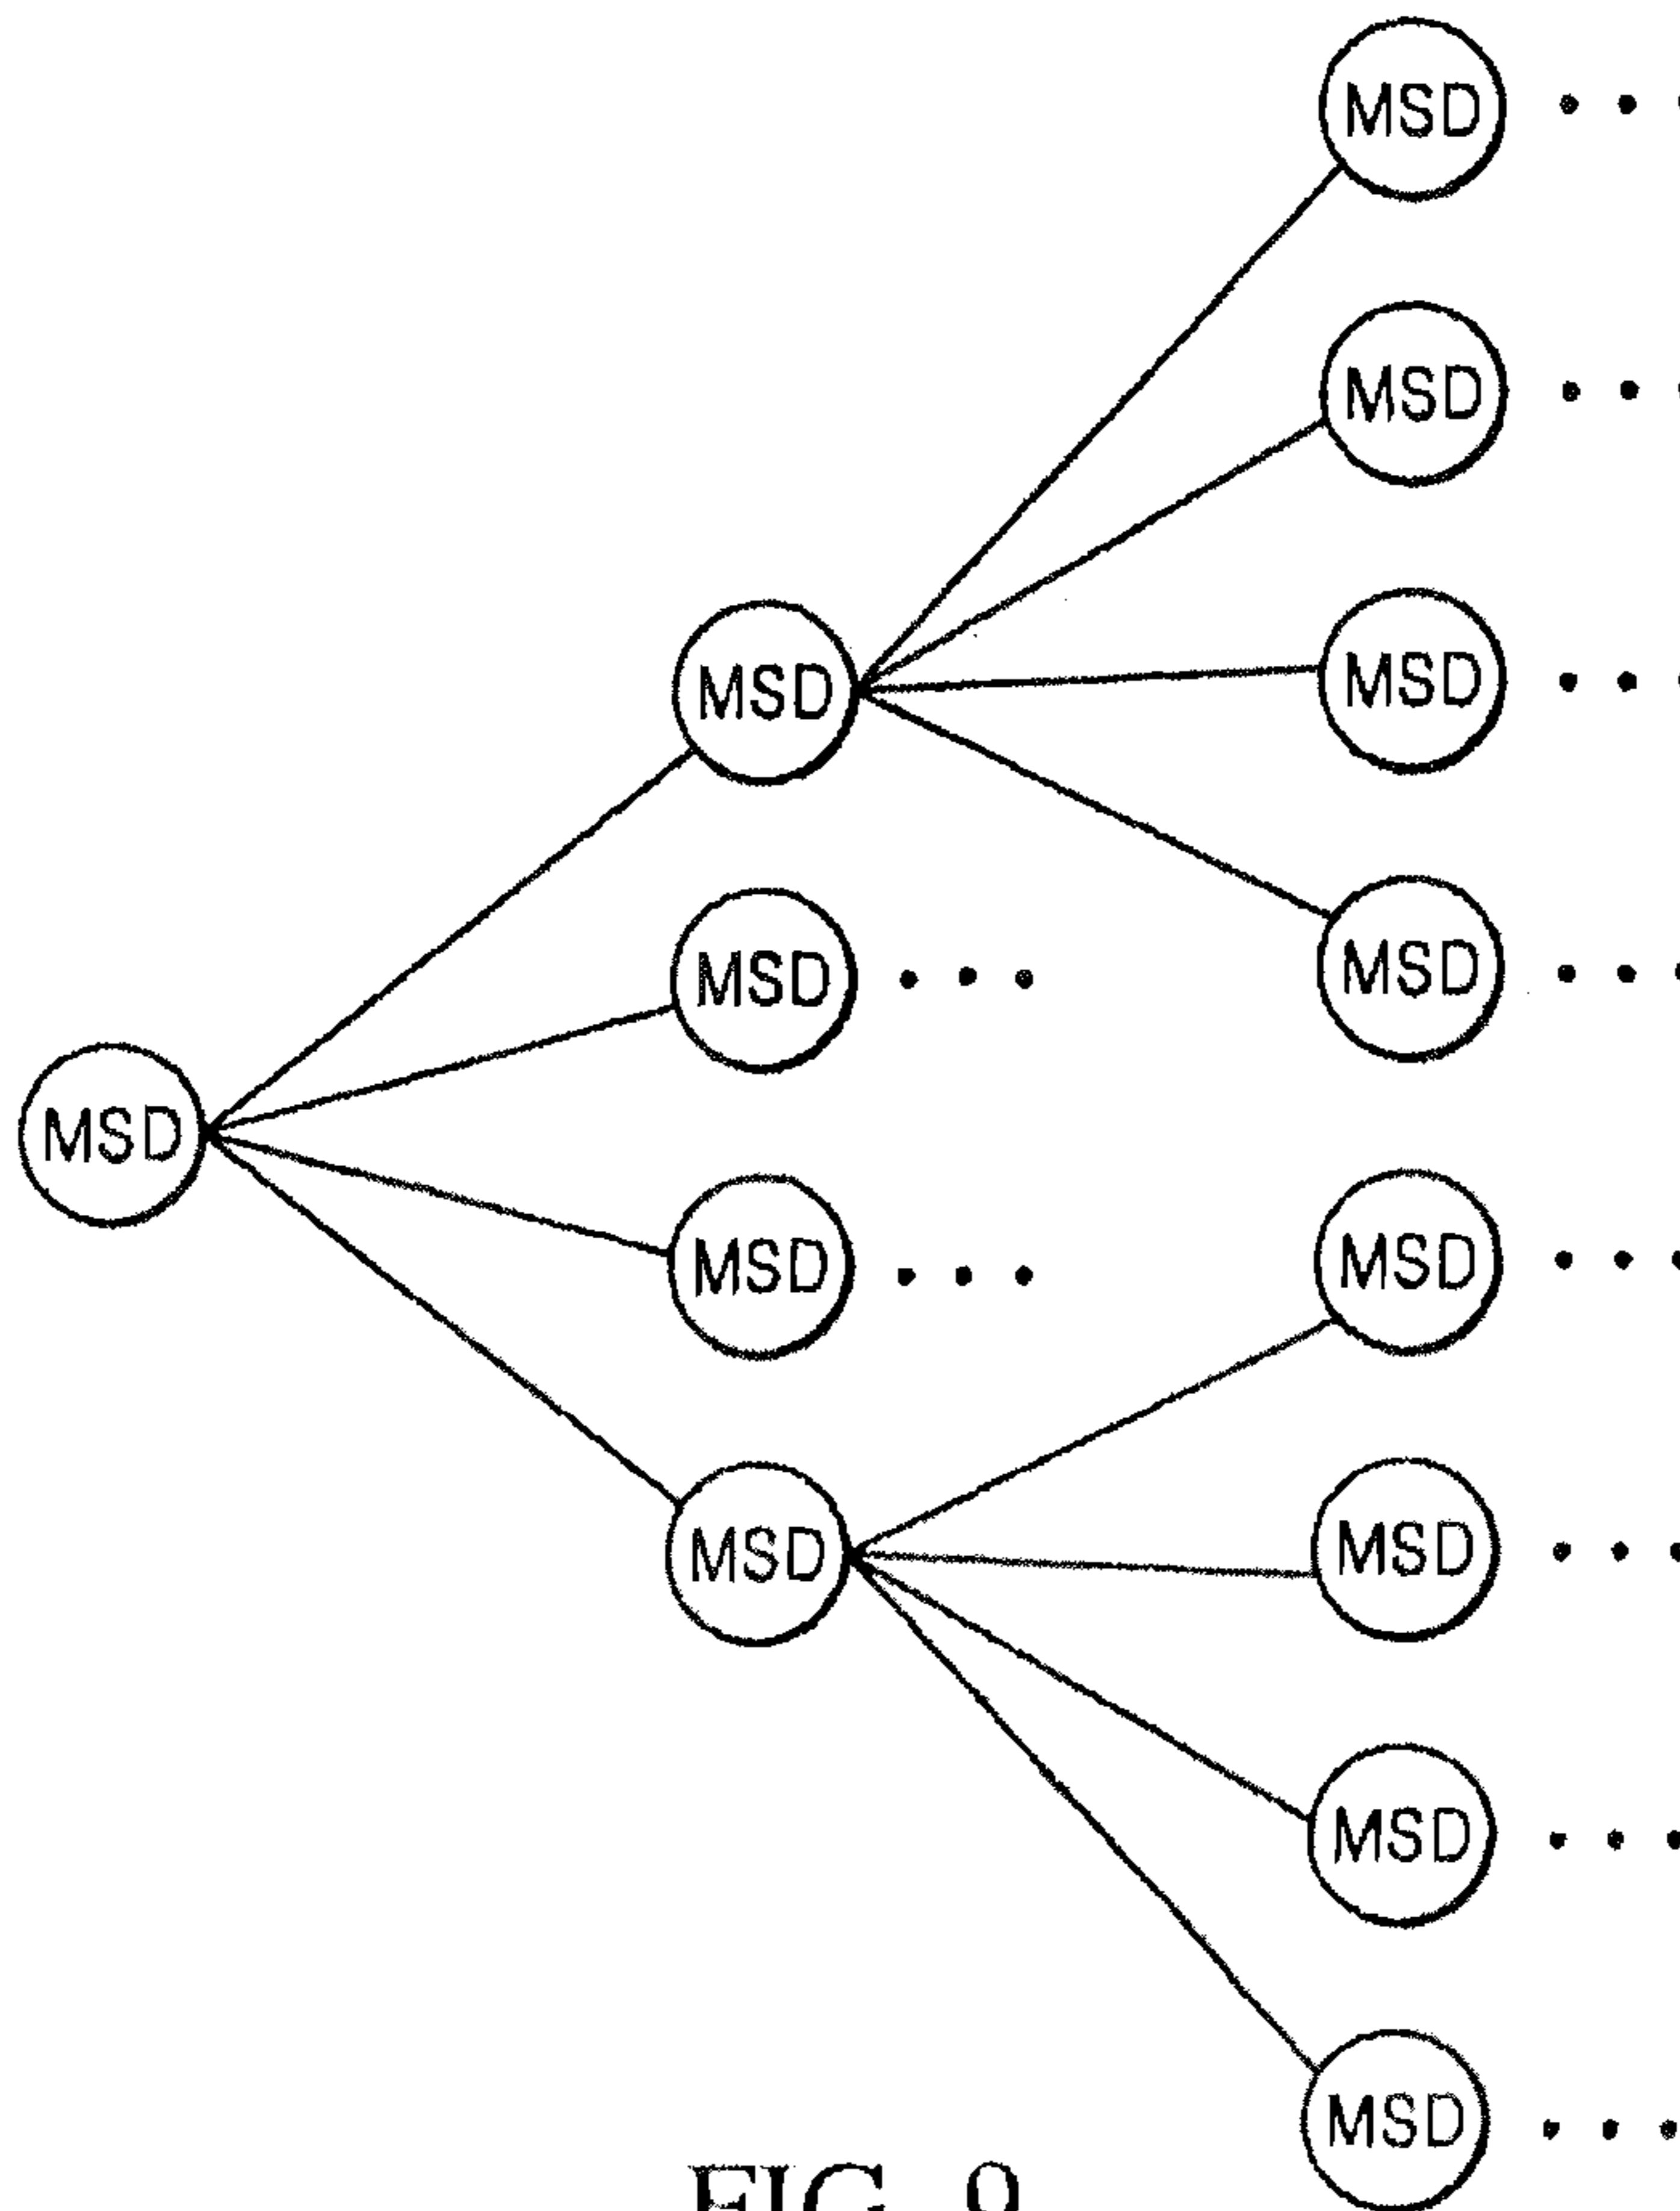 MSD . . .
MSD . . .
MSD MSD . . .
MSD . . . MSD . . .
MSD
MSD . . . MSD . . .
MSD MSD . . .
MSD . . .
MSD . . .
FIG. 9